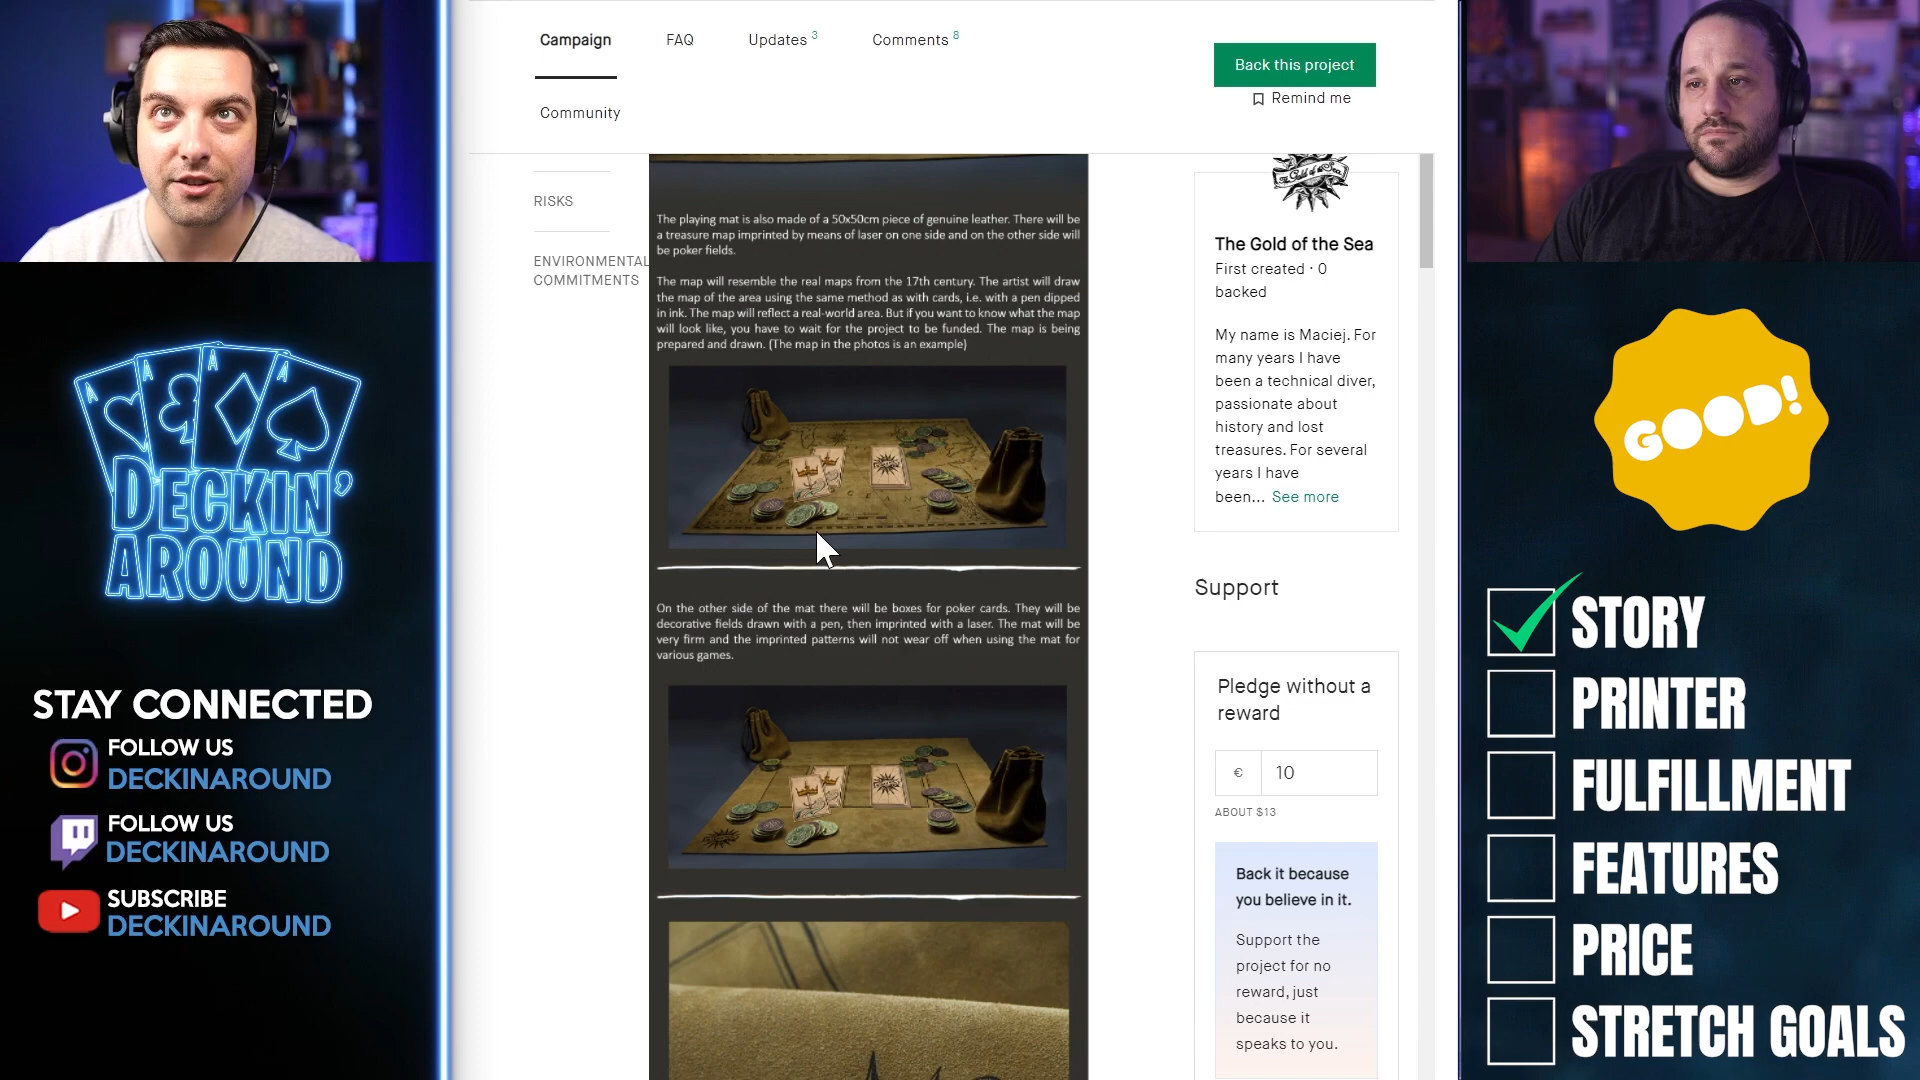 Campaign
FAQ
Updates 3
Comments 8
Community
Back this project
Remind me
RISKS
ENVIRONMENTAL
COMMITMENTS
The playing mat is also made of a 50x50cm piece of genuine leather. There will be
a treasure map imprinted by means of laser on one side and on the other side will
be poker fields.
The map will resemble the real maps from the 17th century. The artist will draw
the map of the area using the same method as with cards, i.e. with a pen dipped
in ink. The map will reflect a real-world area. But if you want to know what the map
will look like, you have to wait for the project to be funded. The map is being
prepared and drawn. (The map in the photos is an example)
On the other side of the mat there will be boxes for poker cards. They will be
decorative fields drawn with a pen, then imprinted with a laser. The mat will be
very firm and the imprinted patterns will not wear off when using the mat for
various games.
The Gold of the Sea
The Gold of the Sea
First created · 0
backed
My name is Maciej. For
many years I have
been a technical diver,
passionate about
history and lost
treasures. For several
years I have
been... See more
Support
Pledge without a
reward
€ 10
ABOUT $13
Back it because
you believe in it.
Support the
project for no
reward, just
because it
speaks to you.
A A A A
DECKIN'
AROUND
STAY CONNECTED
FOLLOW US
DECKINAROUND
FOLLOW US
DECKINAROUND
SUBSCRIBE
DECKINAROUND
GOOD!
STORY
PRINTER
FULFILLMENT
FEATURES
PRICE
STRETCH GOALS